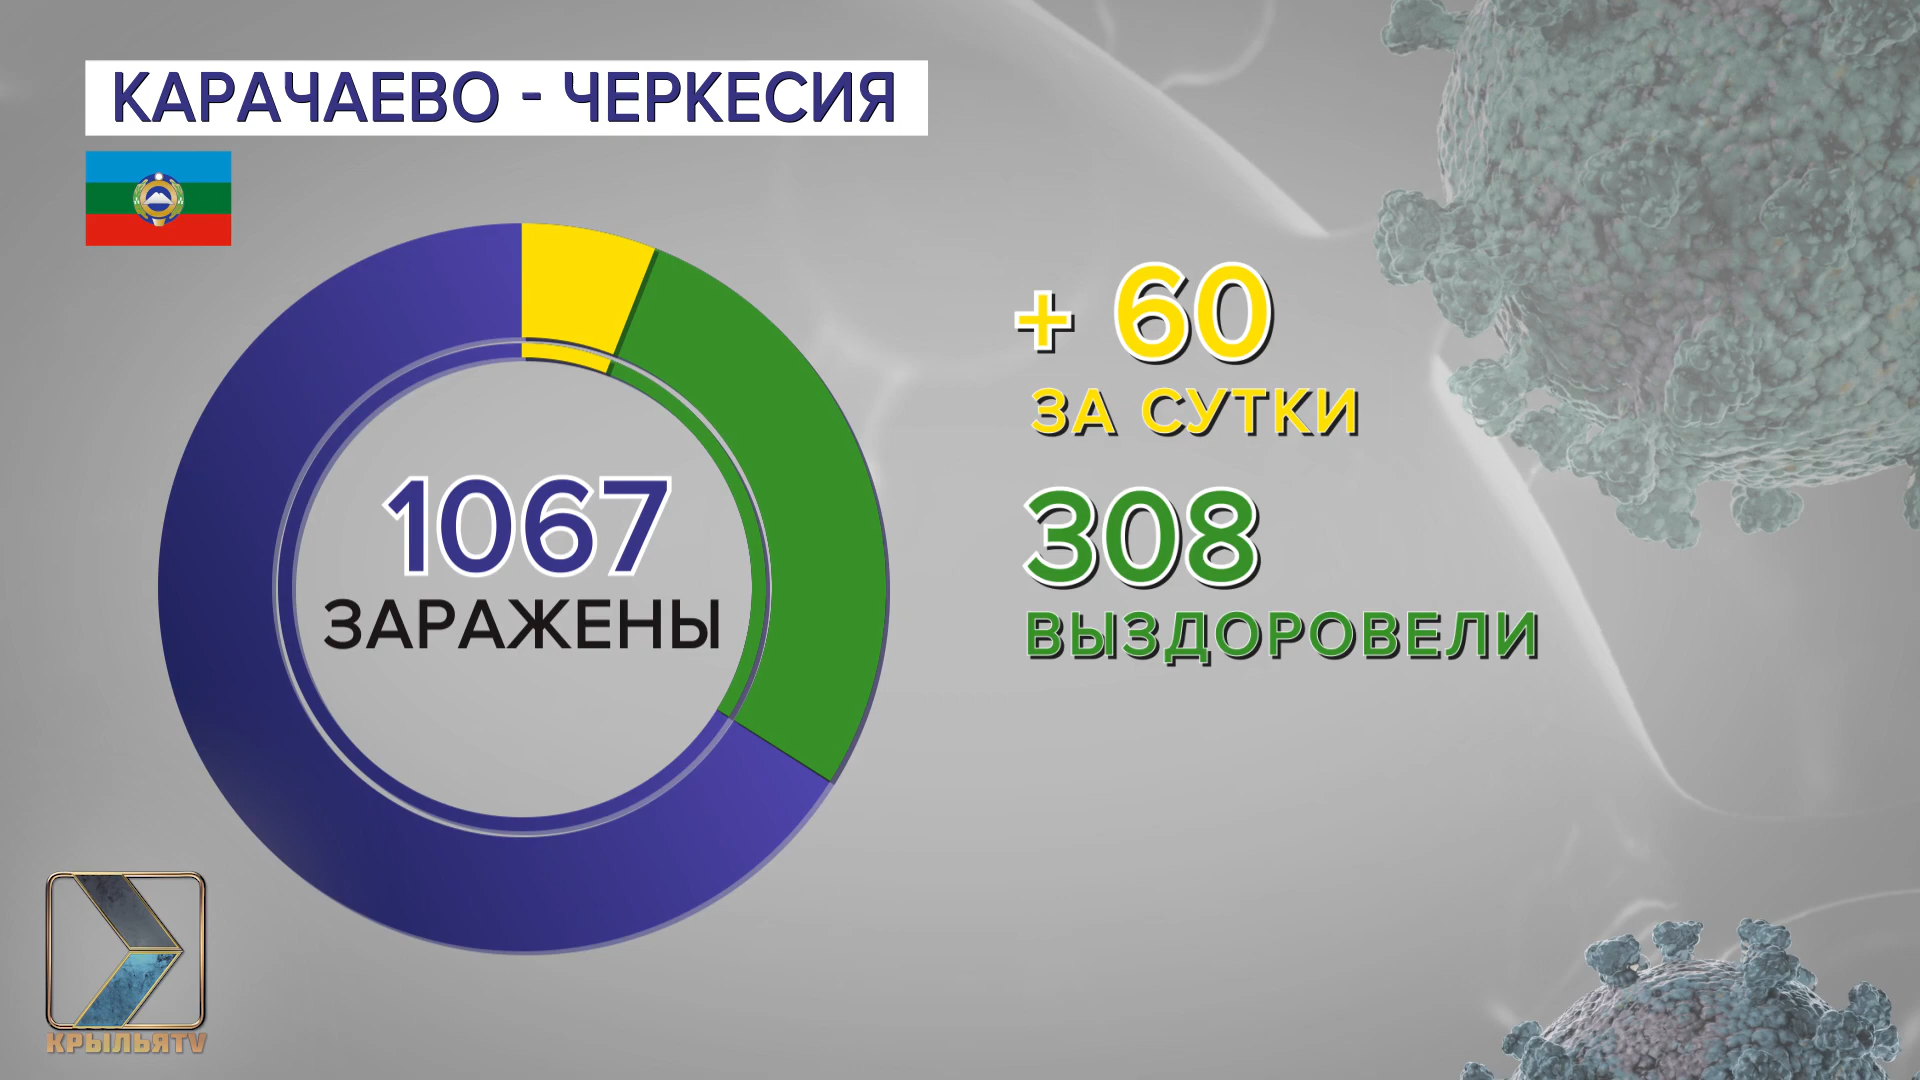 КАРАЧАЕВО - ЧЕРКЕСИЯ
1067
ЗАРАЖЕНЫ
+ 60
ЗА СУТКИ
308
ВЫЗДОРОВЕЛИ
КРЫЛЬЯTV